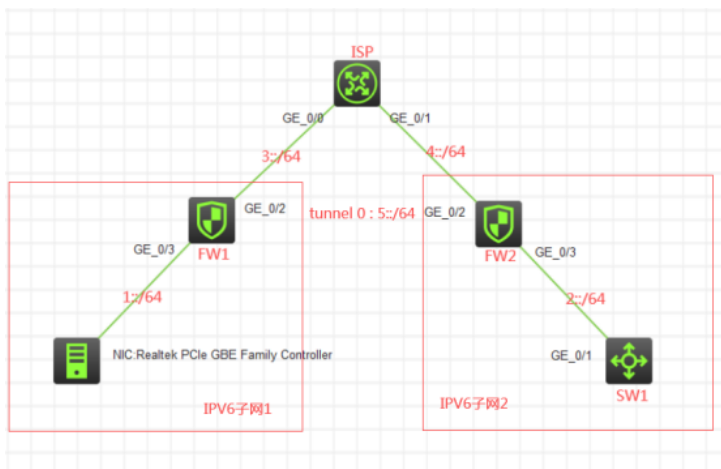 ISP
GE_0/0
GE_0/1
3::/64
4::/64
GE_0/2
tunnel 0 : 5::/64
GE_0/2
GE_0/3
FW1
FW2
GE_0/3
1::/64
2::/64
NIC:Realtek PCIe GBE Family Controller
GE_0/1
SW1
IPV6子网1
IPV6子网2